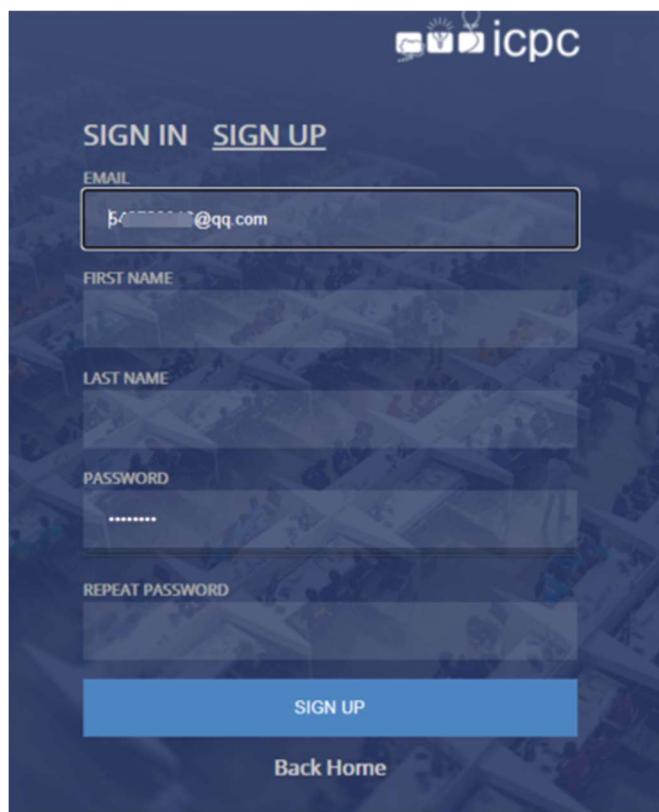 icpc
SIGN IN SIGN UP
EMAIL
@qq.com
FIRST NAME
LAST NAME
PASSWORD
••••••••
REPEAT PASSWORD
SIGN UP
Back Home